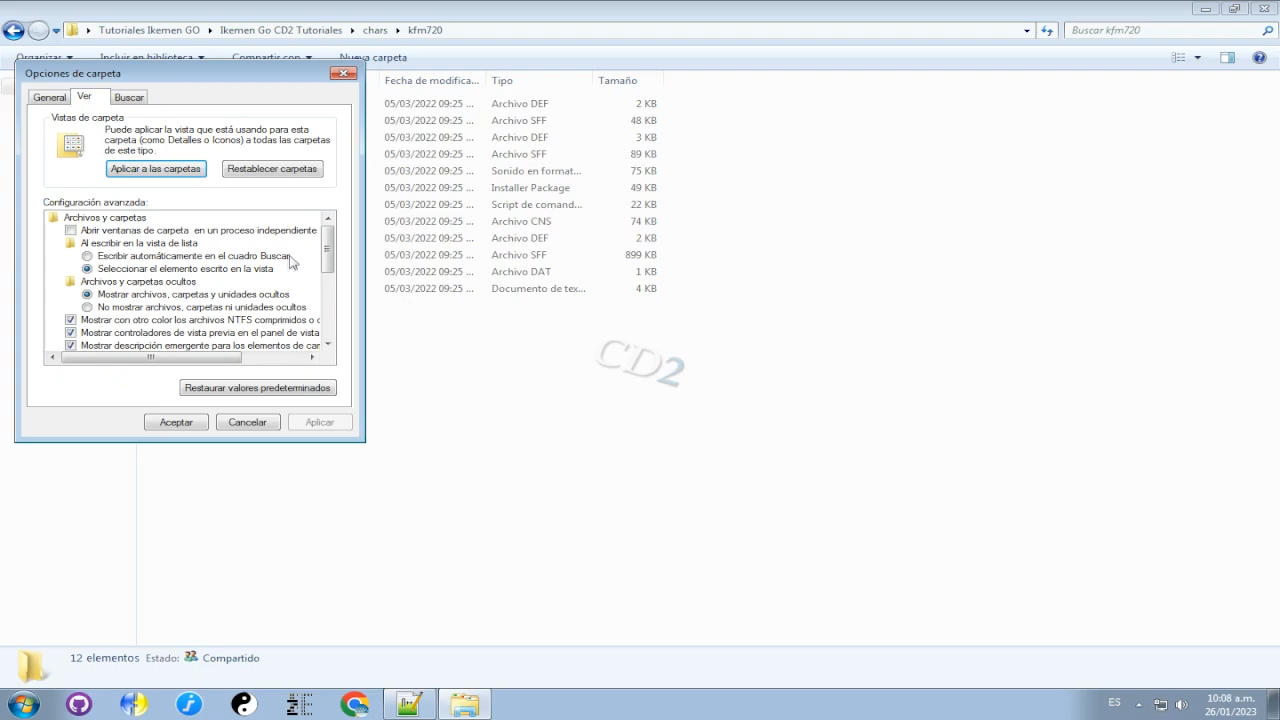 Tutoriales Ikemen GO
Ikemen Go CD2 Tutoriales
chars
kfm720
Buscar kfm720
Organizar
Incluir en biblioteca
Compartir con
Nueva carpeta
Opciones de carpeta
General
Ver
Buscar
Vistas de carpeta
Puede aplicar la vista que está usando para esta
carpeta (como Detalles o Iconos) a todas las carpetas
de este tipo.
Aplicar a las carpetas
Restablecer carpetas
Configuración avanzada:
Archivos y carpetas
Abrir ventanas de carpeta en un proceso independiente
Al escribir en la vista de lista
Escribir automáticamente en el cuadro Buscar
Seleccionar el elemento escrito en la vista
Archivos y carpetas ocultos
Mostrar archivos, carpetas y unidades ocultos
No mostrar archivos, carpetas ni unidades ocultos
Mostrar con otro color los archivos NTFS comprimidos o c
Mostrar controladores de vista previa en el panel de vista
Mostrar descripción emergente para los elementos de car
Restaurar valores predeterminados
Aceptar
Cancelar
Aplicar
Fecha de modifica... Tipo Tamaño
05/03/2022 09:25 ... Archivo DEF 2 KB
05/03/2022 09:25 ... Archivo SFF 48 KB
05/03/2022 09:25 ... Archivo DEF 3 KB
05/03/2022 09:25 ... Archivo SFF 89 KB
05/03/2022 09:25 ... Sonido en format... 75 KB
05/03/2022 09:25 ... Installer Package 49 KB
05/03/2022 09:25 ... Script de comand... 22 KB
05/03/2022 09:25 ... Archivo CNS 74 KB
05/03/2022 09:25 ... Archivo DEF 2 KB
05/03/2022 09:25 ... Archivo SFF 899 KB
05/03/2022 09:25 ... Archivo DAT 1 KB
05/03/2022 09:25 ... Documento de tex... 4 KB
CD2
12 elementos Estado: Compartido
ES
10:08 a.m.
26/01/2023